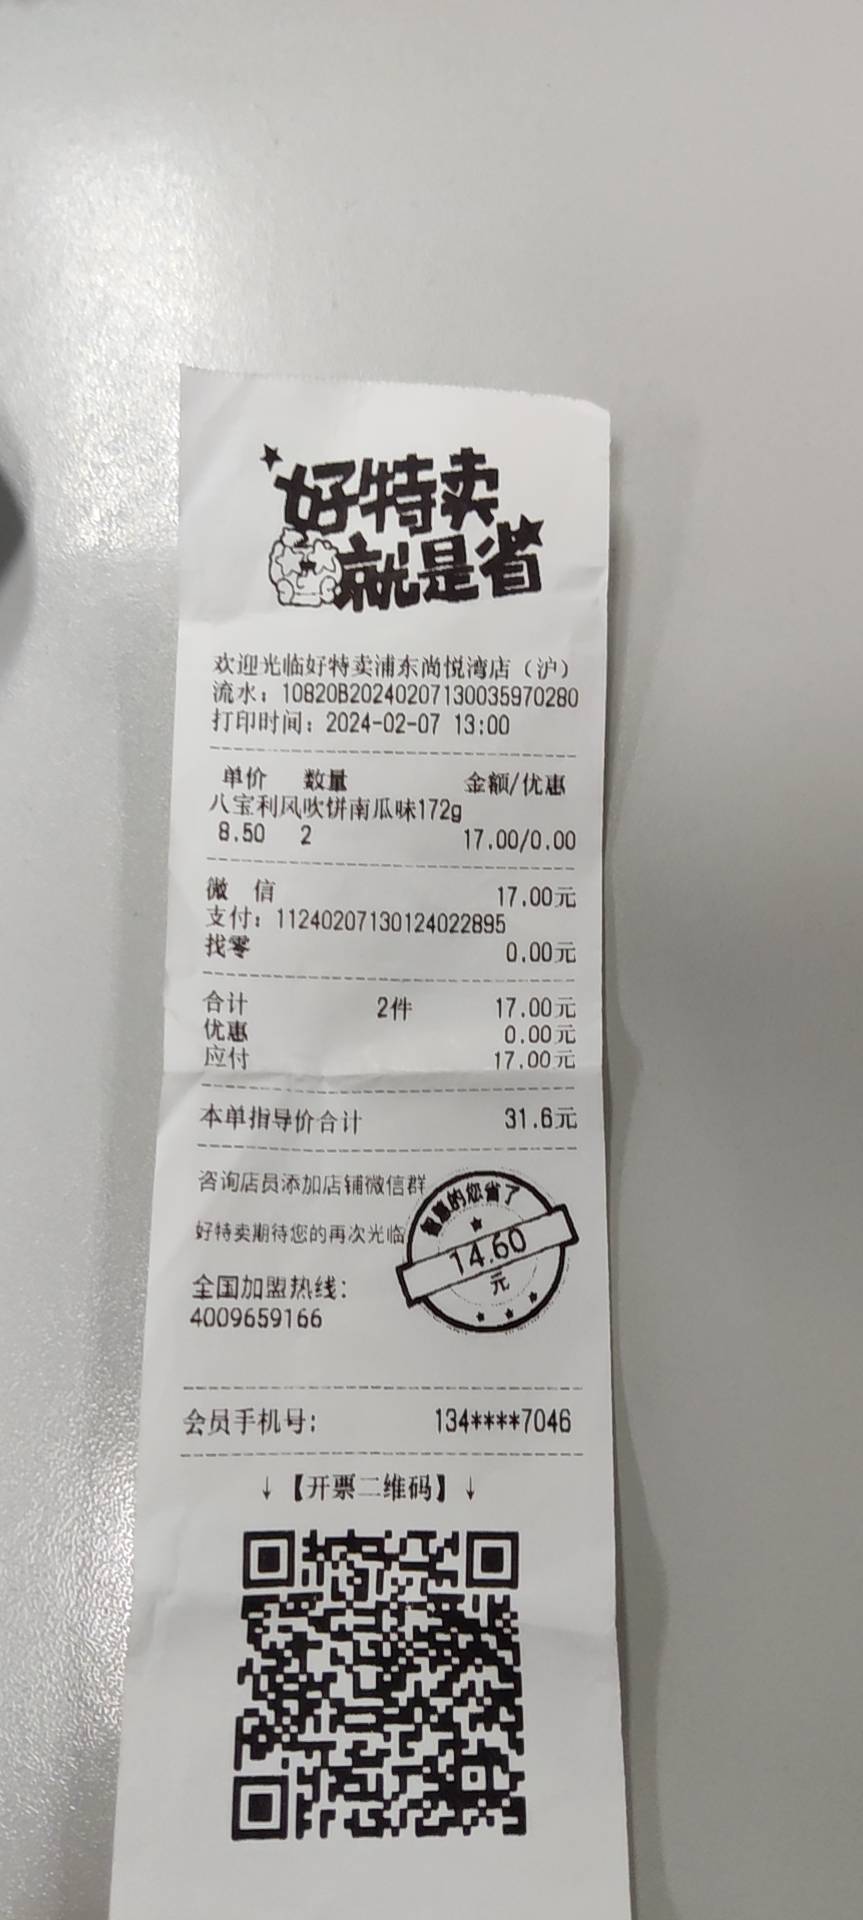 好特卖
就是省
欢迎光临好特卖浦东尚悦湾店（沪）
流水：10820B20240207130035970280
打印时间：2024-02-07 13:00
单价 数量 金额/优惠
八宝利风吹饼南瓜味172g
8.50 2 17.00/0.00
微 信 17.00元
支付：11240207130124022895
找零 0.00元
合计 2件 17.00元
优惠 0.00元
应付 17.00元
本单指导价合计 31.6元
咨询店员添加店铺微信群
好特卖期待您的再次光临
智慧的您省了
14.60
元
全国加盟热线：
4009659166
会员手机号： 134****7046
↓【开票二维码】↓